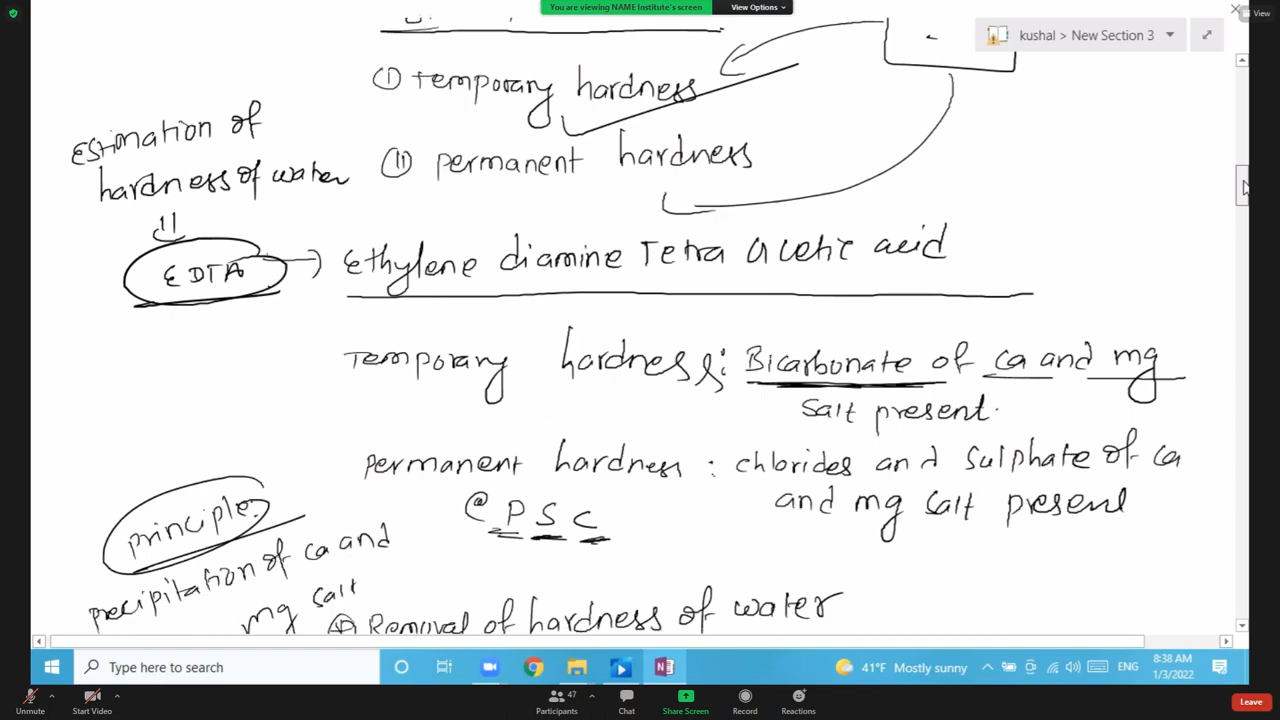 You are viewing NAME Institute's screen
View Options
View
kushal > New Section 3
① Temporary hardness
② permanent hardness
Estimation of
hardness of water
EDTA → Ethylene diamine Tetra acetic acid
Temporary hardness: Bicarbonate of ca and mg
salt present.
permanent hardness : chlorides and sulphate of ca
and mg salt present
@ P S C
principle:
precipitation of ca and
mg salt
Removal of hardness of water
Type here to search
41°F Mostly sunny
ENG
8:38 AM
1/3/2022
Unmute
Start Video
47
Participants
Chat
Share Screen
Record
Reactions
Leave